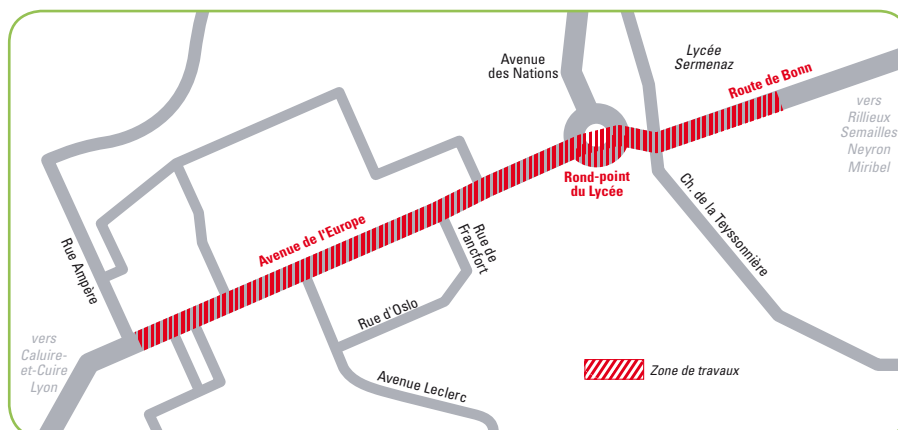 Avenue
des Nations
Lycée
Sermenaz
Route de Bonn
vers
Rillieux
Semailles
Neyron
Miribel
Rond-point
du Lycée
Ch. de la Teyssonnière
Avenue de l'Europe
Rue de
Francfort
Rue Ampère
Rue d'Oslo
vers
Caluire-
et-Cuire
Lyon
Avenue Leclerc
Zone de travaux